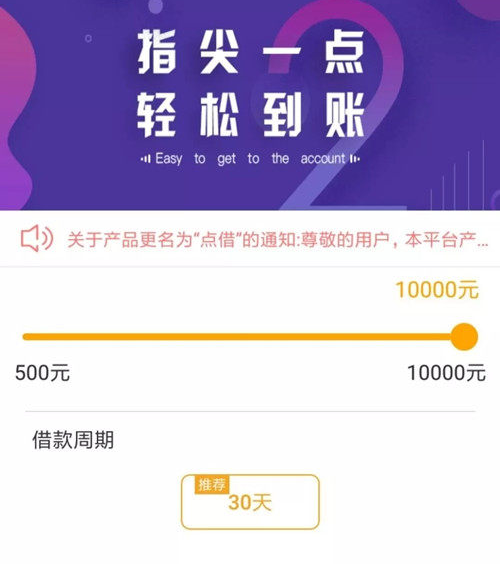 指尖一点
轻松到账
Easy to get to the account
关于产品更名为“点借”的通知:尊敬的用户，本平台产...
10000元
500元
10000元
借款周期
推荐
30天